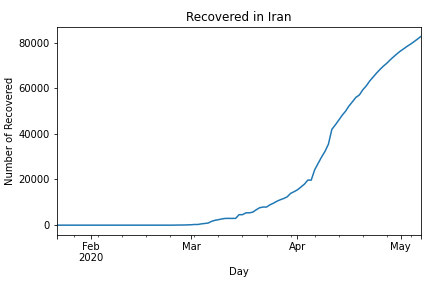 Recovered in Iran
80000
60000
40000
20000
0
Number of Recovered
Feb
2020
Mar
Apr
May
Day